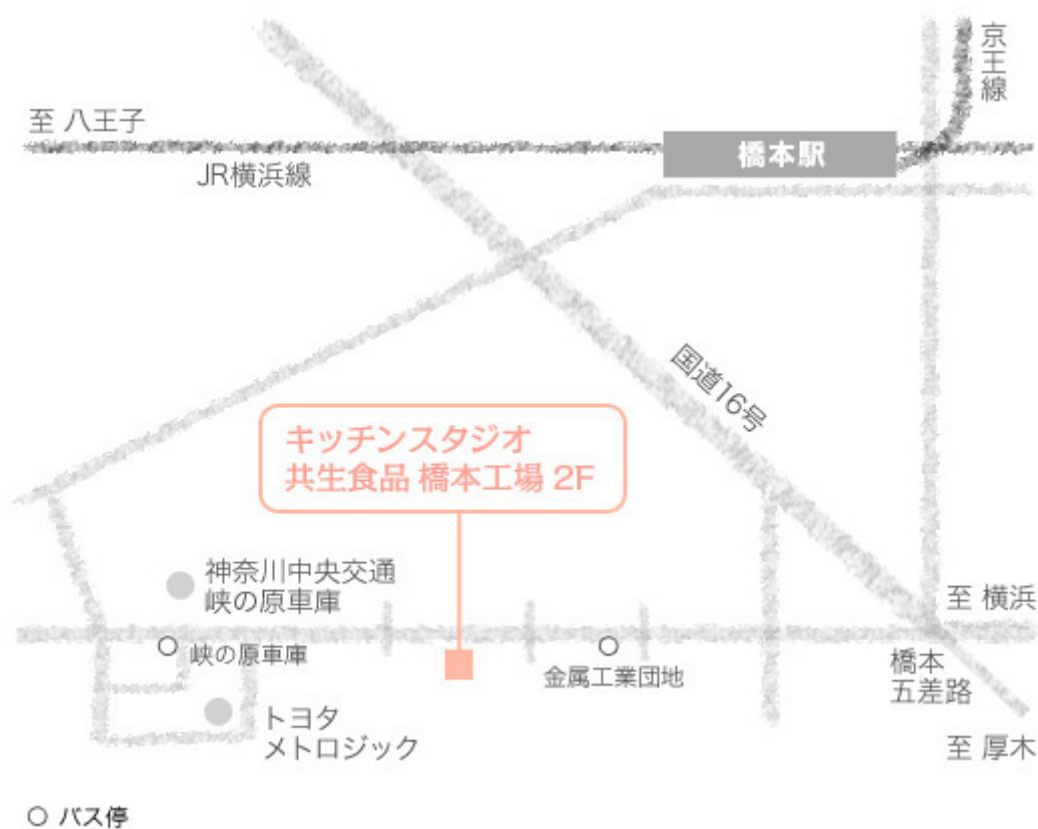 京王線
至 八王子
橋本駅
JR横浜線
国道16号
キッチンスタジオ
共生食品 橋本工場 2F
神奈川中央交通
峡の原車庫
至 横浜
峡の原車庫
金属工業団地
橋本
五差路
トヨタ
メトロジック
至 厚木
バス停